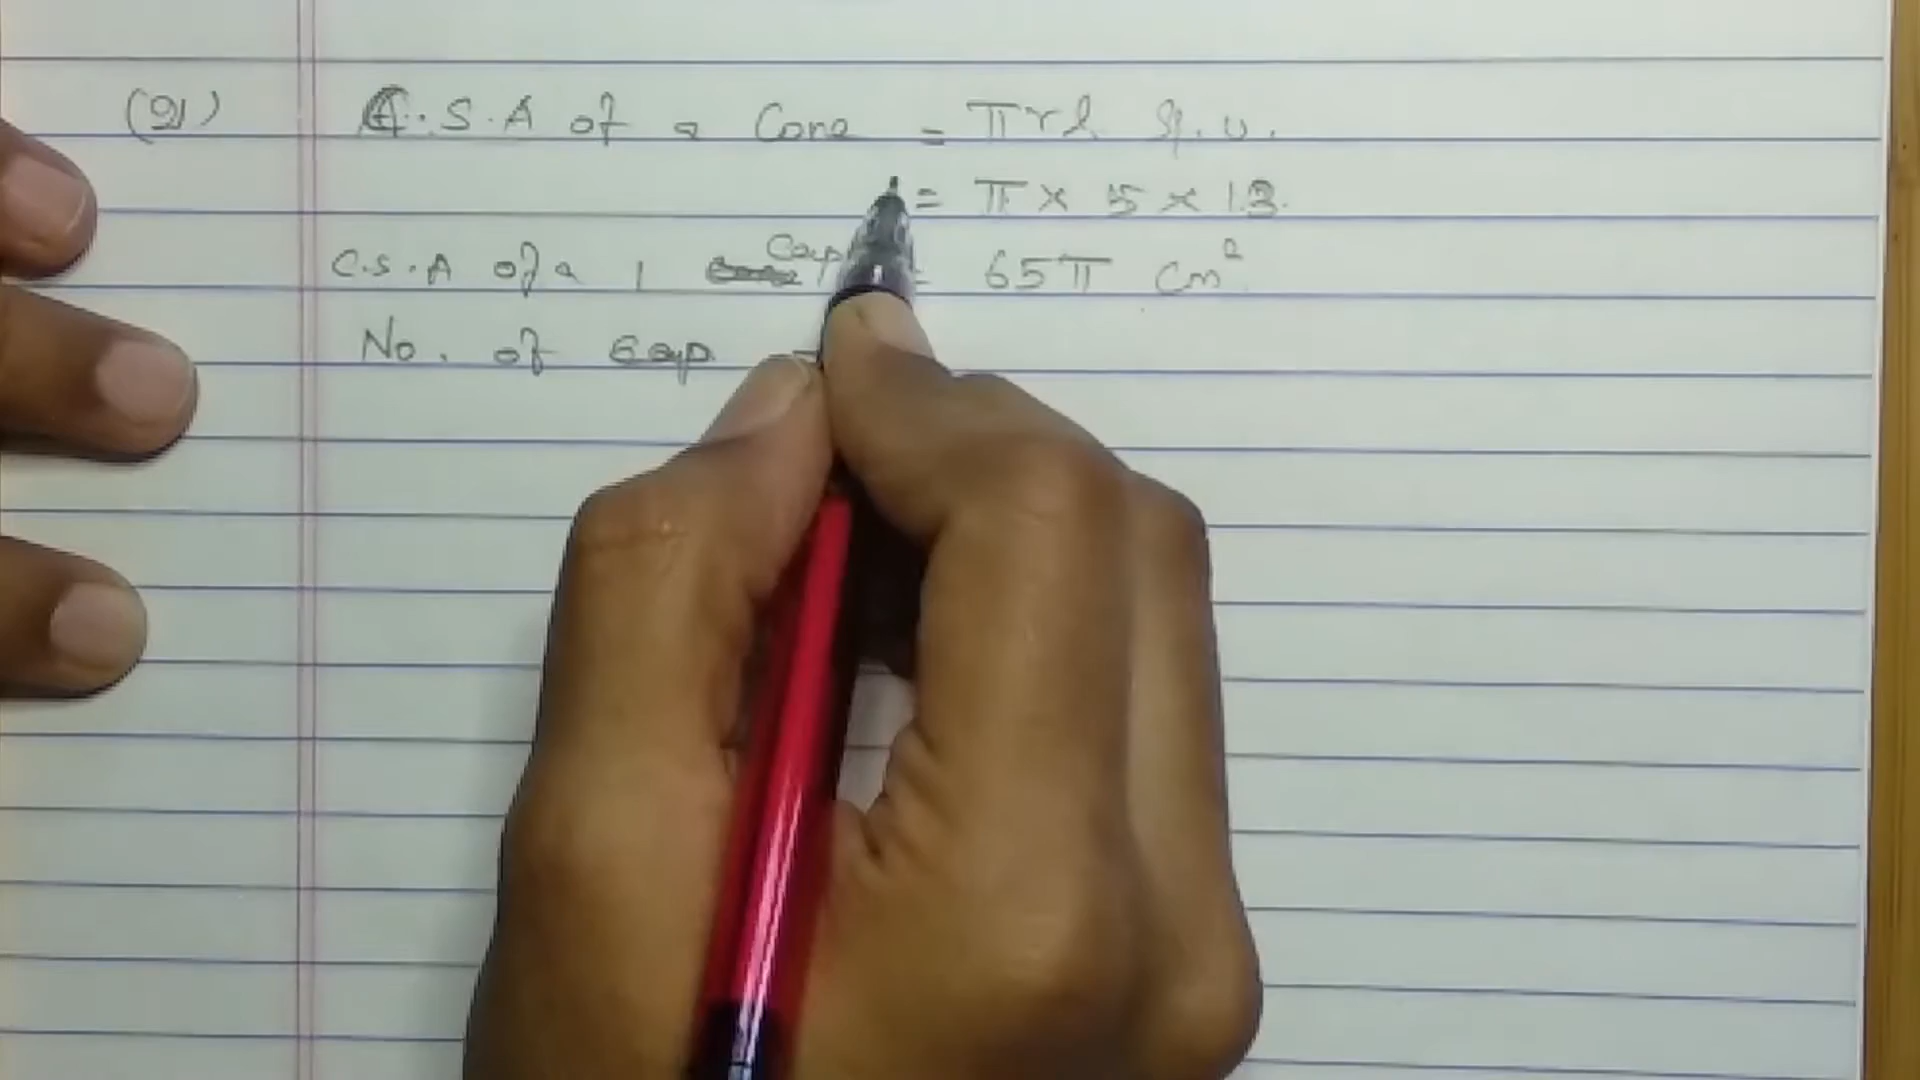 (21) C.S.A of a Cone = πrl sq.u.
= π x 5 x 13.
C.S.A of a 1 Cap = 65π cm²
No. of Cap